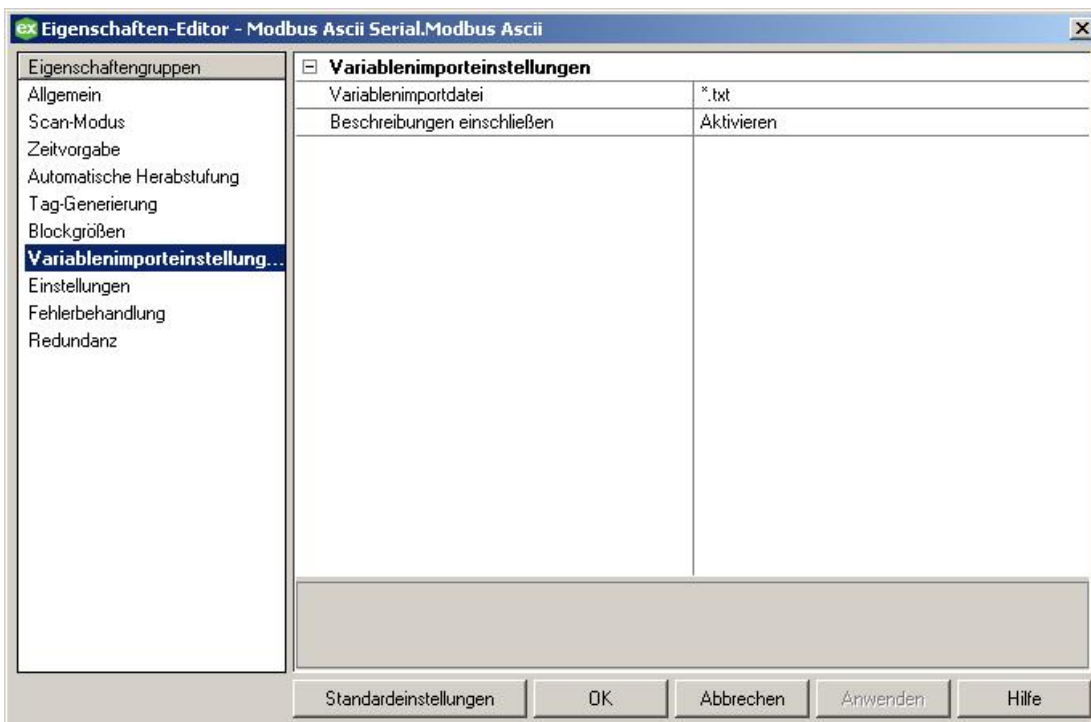 ex Eigenschaften-Editor - Modbus Ascii Serial.Modbus Ascii
Eigenschaftengruppen
Allgemein
Scan-Modus
Zeitvorgabe
Automatische Herabstufung
Tag-Generierung
Blockgrößen
Variablenimporteinstellung...
Einstellungen
Fehlerbehandlung
Redundanz
Variablenimporteinstellungen
Variablenimportdatei *.txt
Beschreibungen einschließen Aktivieren
Standardeinstellungen OK Abbrechen Anwenden Hilfe